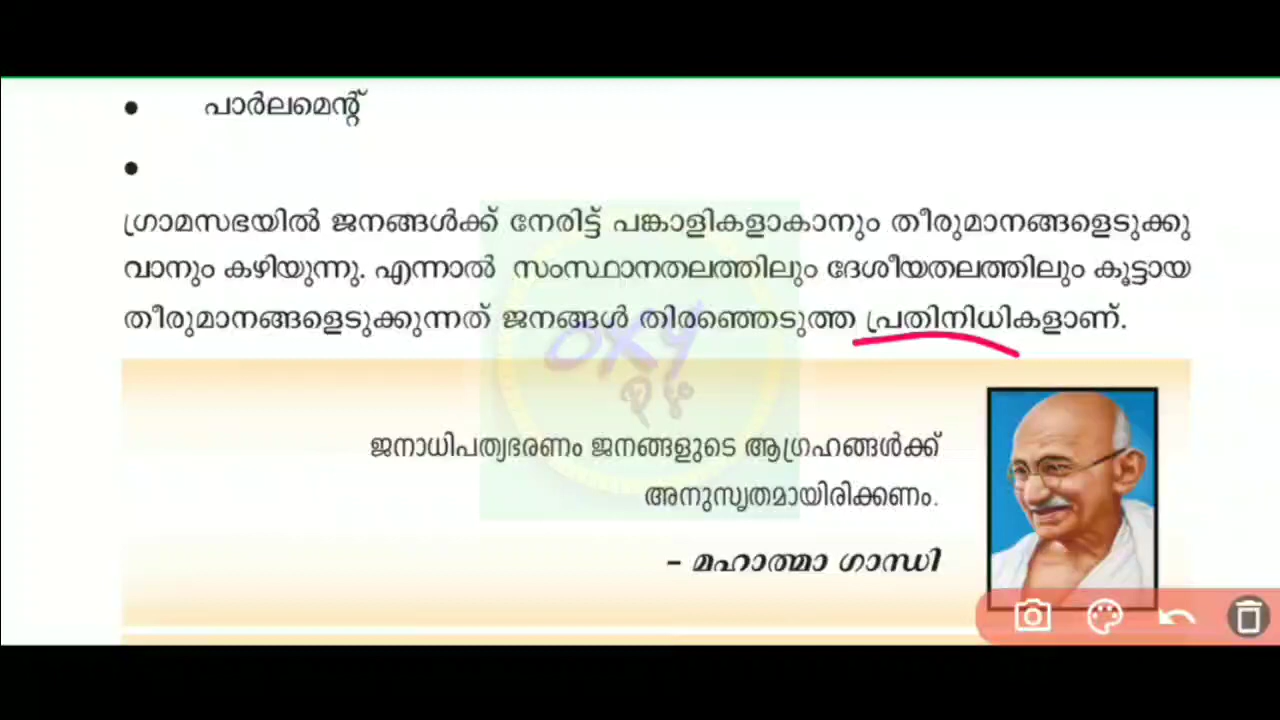 • പാർലമെന്റ്
•
ഗ്രാമസഭയിൽ ജനങ്ങൾക്ക് നേരിട്ട് പങ്കാളികളാകാനും തീരുമാനങ്ങളെടുക്കു
വാനും കഴിയുന്നു. എന്നാൽ സംസ്ഥാനതലത്തിലും ദേശീയതലത്തിലും കൂട്ടായ
തീരുമാനങ്ങളെടുക്കുന്നത് ജനങ്ങൾ തിരഞ്ഞെടുത്ത പ്രതിനിധികളാണ്.
ജനാധിപത്യഭരണം ജനങ്ങളുടെ ആഗ്രഹങ്ങൾക്ക്
അനുസൃതമായിരിക്കണം.
– മഹാത്മാ ഗാന്ധി